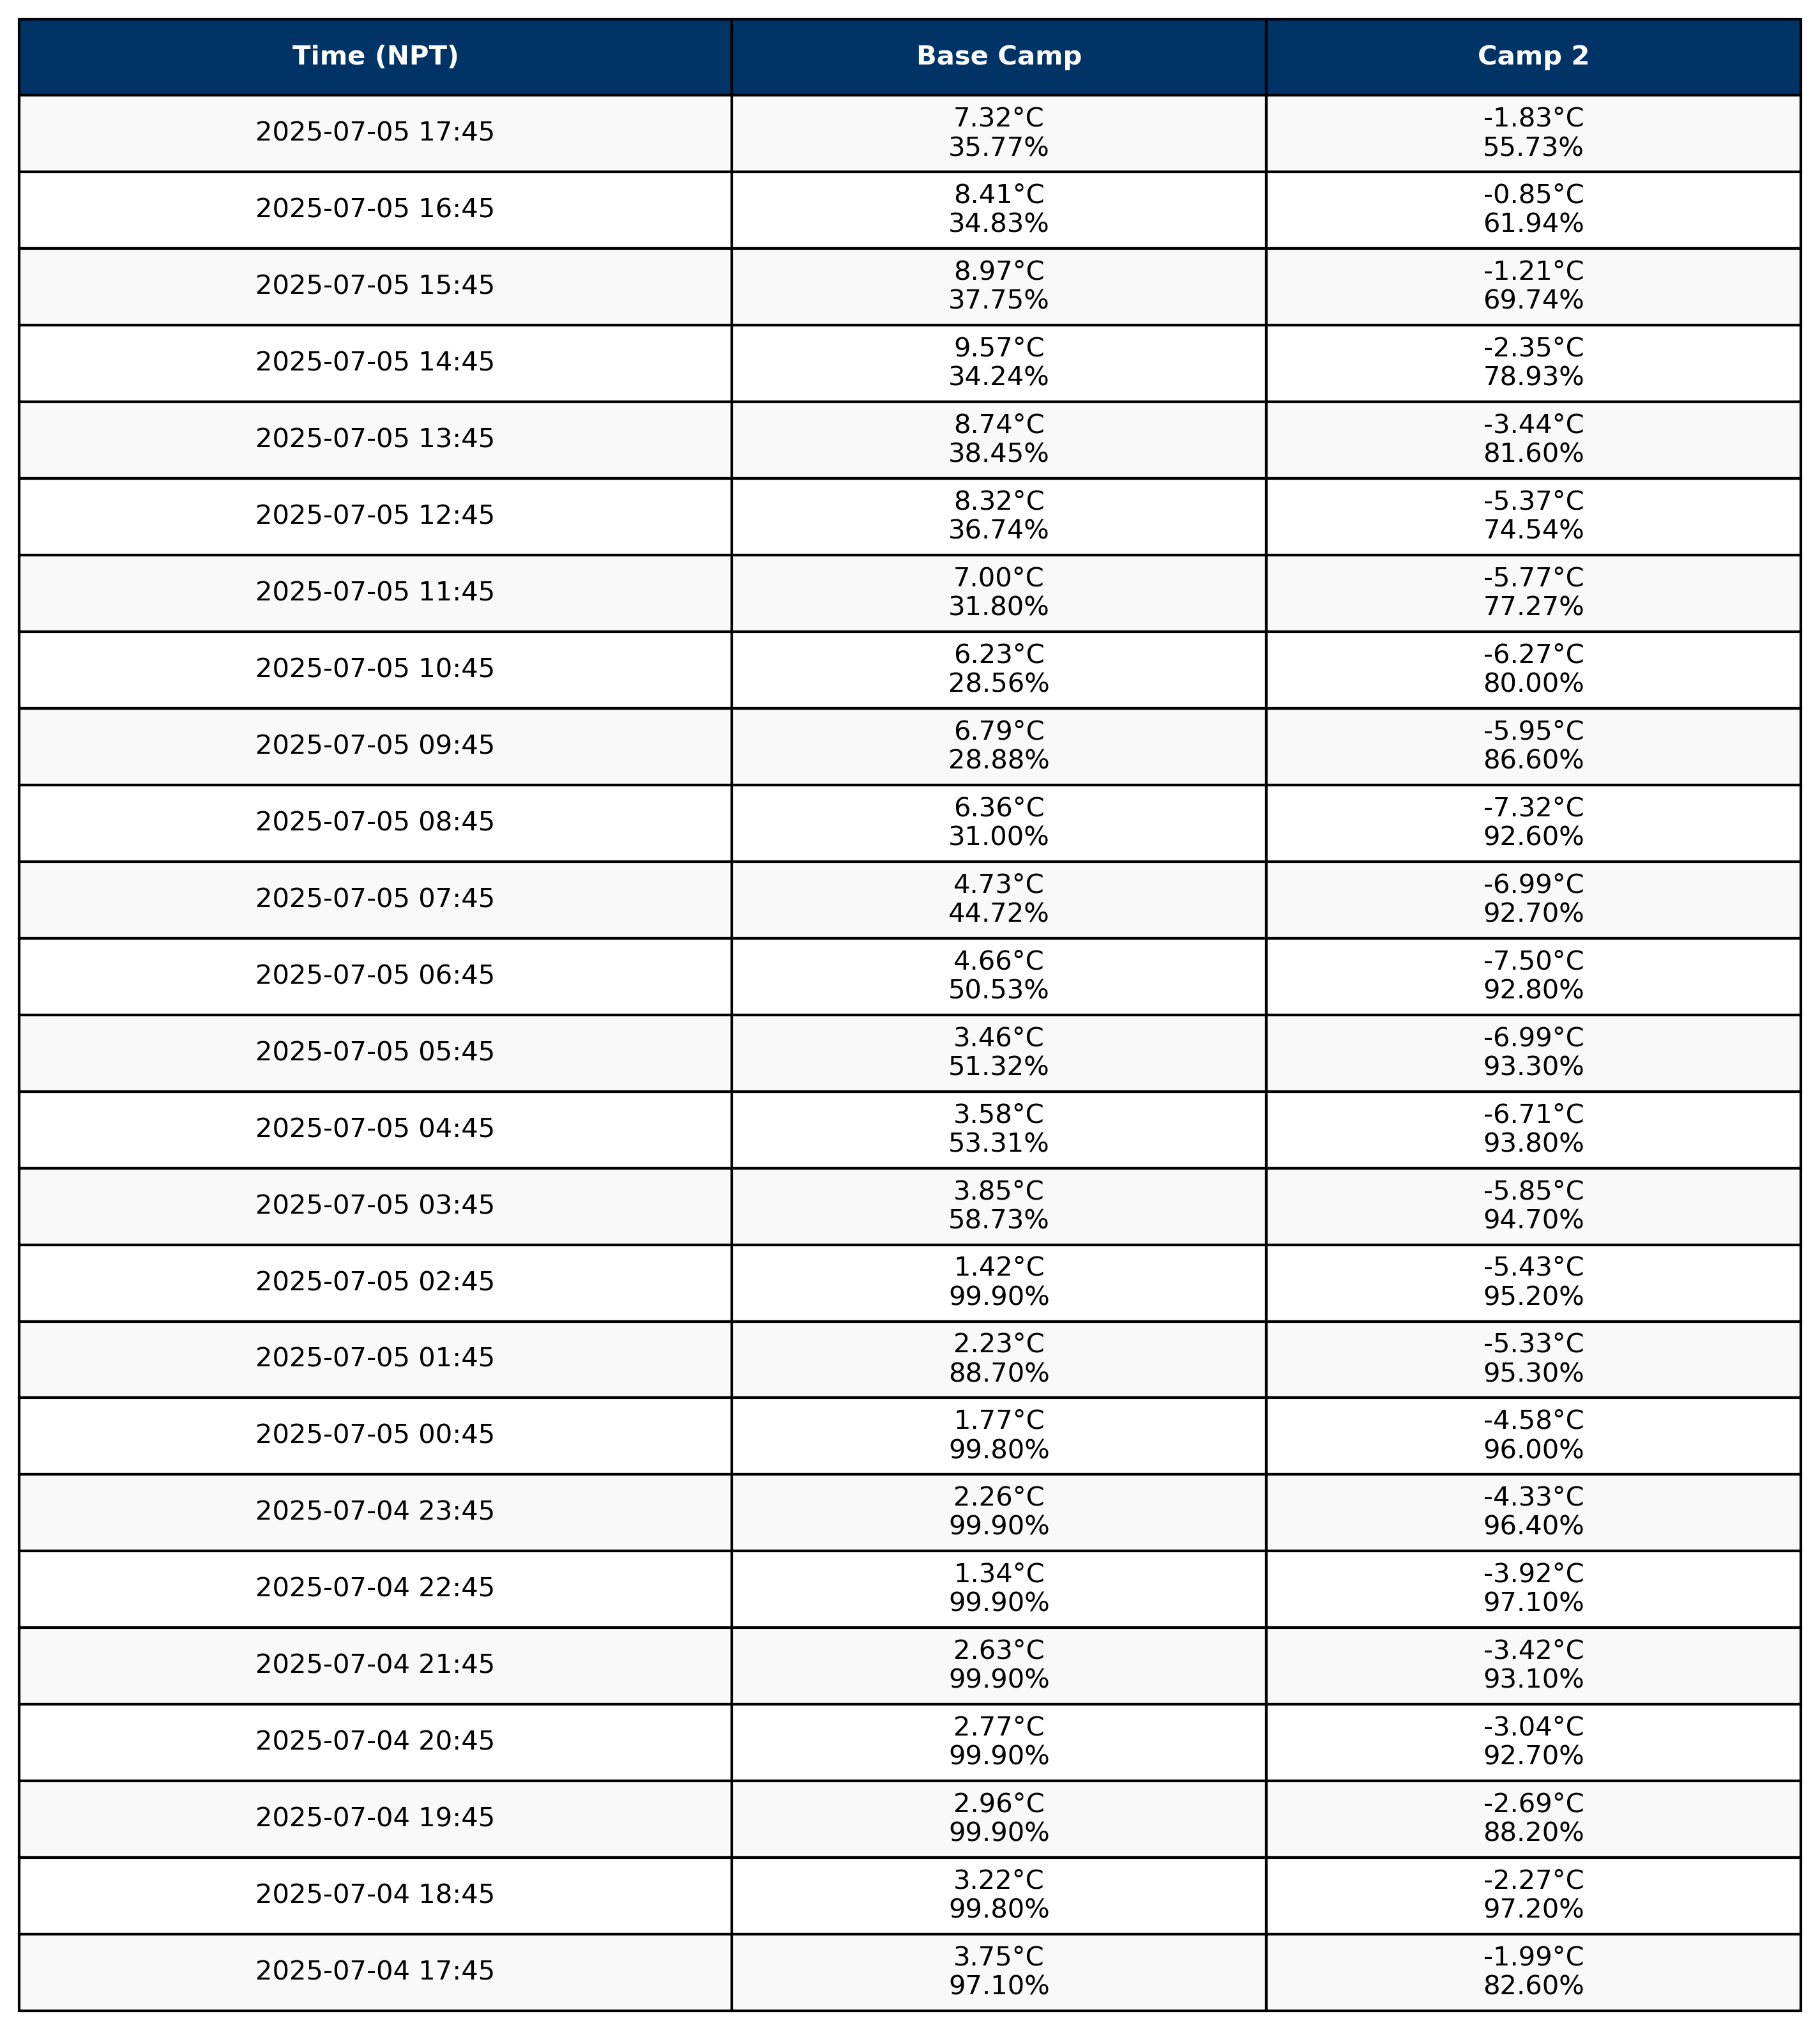 Time (NPT) Base Camp Camp 2
2025-07-05 17:45 7.32°C -1.83°C
35.77% 55.73%
2025-07-05 16:45 8.41°C -0.85°C
34.83% 61.94%
2025-07-05 15:45 8.97°C -1.21°C
37.75% 69.74%
2025-07-05 14:45 9.57°C -2.35°C
34.24% 78.93%
2025-07-05 13:45 8.74°C -3.44°C
38.45% 81.60%
2025-07-05 12:45 8.32°C -5.37°C
36.74% 74.54%
2025-07-05 11:45 7.00°C -5.77°C
31.80% 77.27%
2025-07-05 10:45 6.23°C -6.27°C
28.56% 80.00%
2025-07-05 09:45 6.79°C -5.95°C
28.88% 86.60%
2025-07-05 08:45 6.36°C -7.32°C
31.00% 92.60%
2025-07-05 07:45 4.73°C -6.99°C
44.72% 92.70%
2025-07-05 06:45 4.66°C -7.50°C
50.53% 92.80%
2025-07-05 05:45 3.46°C -6.99°C
51.32% 93.30%
2025-07-05 04:45 3.58°C -6.71°C
53.31% 93.80%
2025-07-05 03:45 3.85°C -5.85°C
58.73% 94.70%
2025-07-05 02:45 1.42°C -5.43°C
99.90% 95.20%
2025-07-05 01:45 2.23°C -5.33°C
88.70% 95.30%
2025-07-05 00:45 1.77°C -4.58°C
99.80% 96.00%
2025-07-04 23:45 2.26°C -4.33°C
99.90% 96.40%
2025-07-04 22:45 1.34°C -3.92°C
99.90% 97.10%
2025-07-04 21:45 2.63°C -3.42°C
99.90% 93.10%
2025-07-04 20:45 2.77°C -3.04°C
99.90% 92.70%
2025-07-04 19:45 2.96°C -2.69°C
99.90% 88.20%
2025-07-04 18:45 3.22°C -2.27°C
99.80% 97.20%
2025-07-04 17:45 3.75°C -1.99°C
97.10% 82.60%